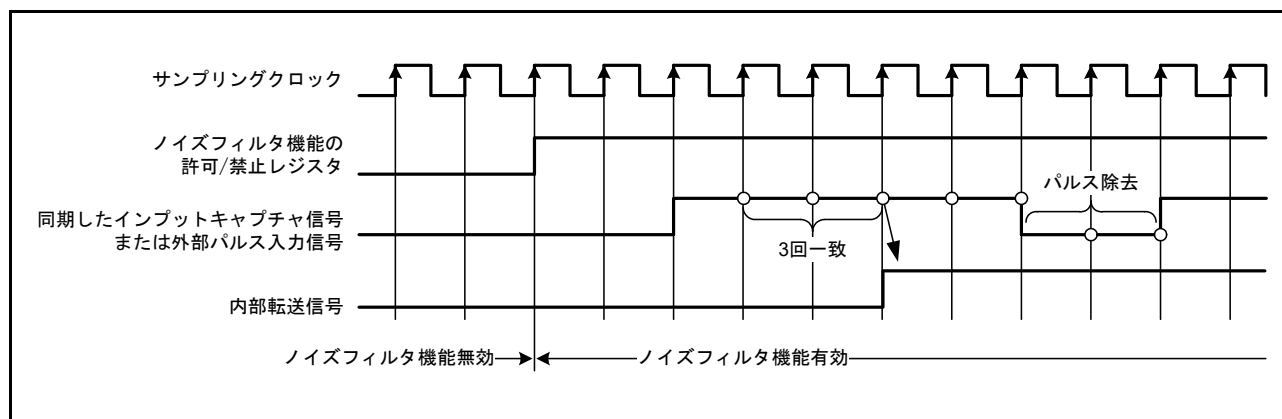 サンプリングクロック
ノイズフィルタ機能の
許可/禁止レジスタ
パルス除去
同期したインプットキャプチャ信号
または外部パルス入力信号
3回一致
内部転送信号
ノイズフィルタ機能無効
ノイズフィルタ機能有効